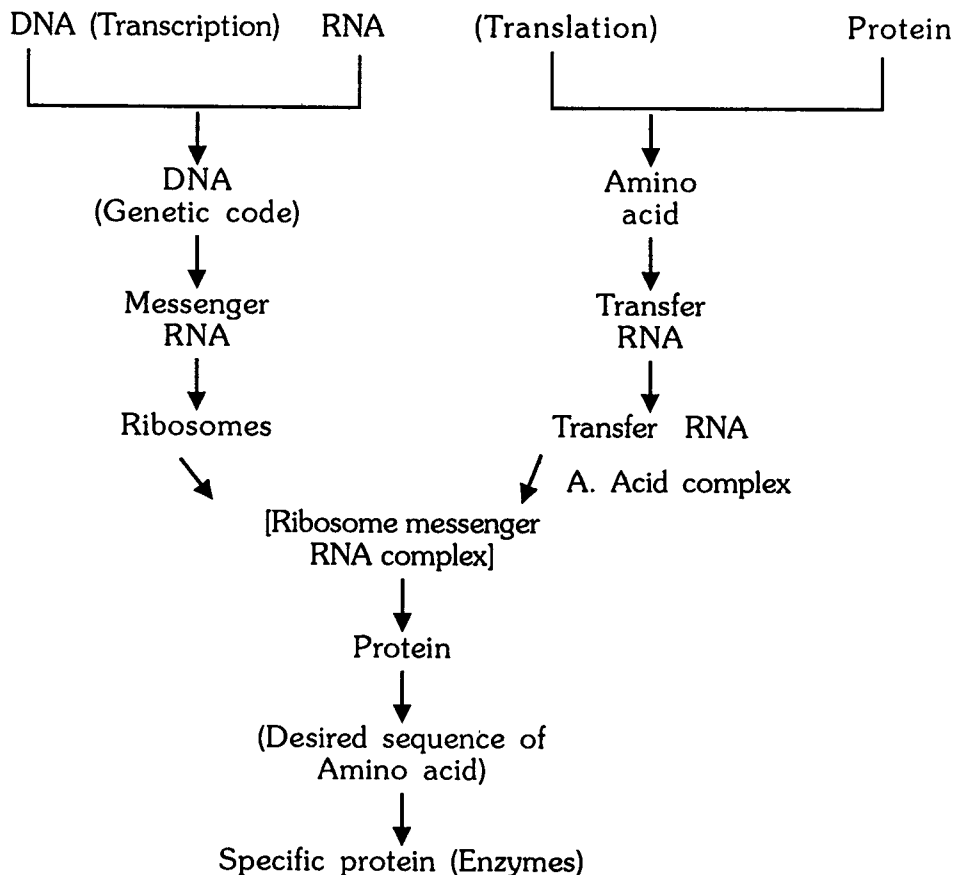 DNA (Transcription) RNA (Translation) Protein
DNA
(Genetic code)
Amino
acid
Messenger
RNA
Transfer
RNA
Ribosomes
Transfer RNA
A. Acid complex
[Ribosome messenger
RNA complex]
Protein
(Desired sequence of
Amino acid)
Specific protein (Enzymes)